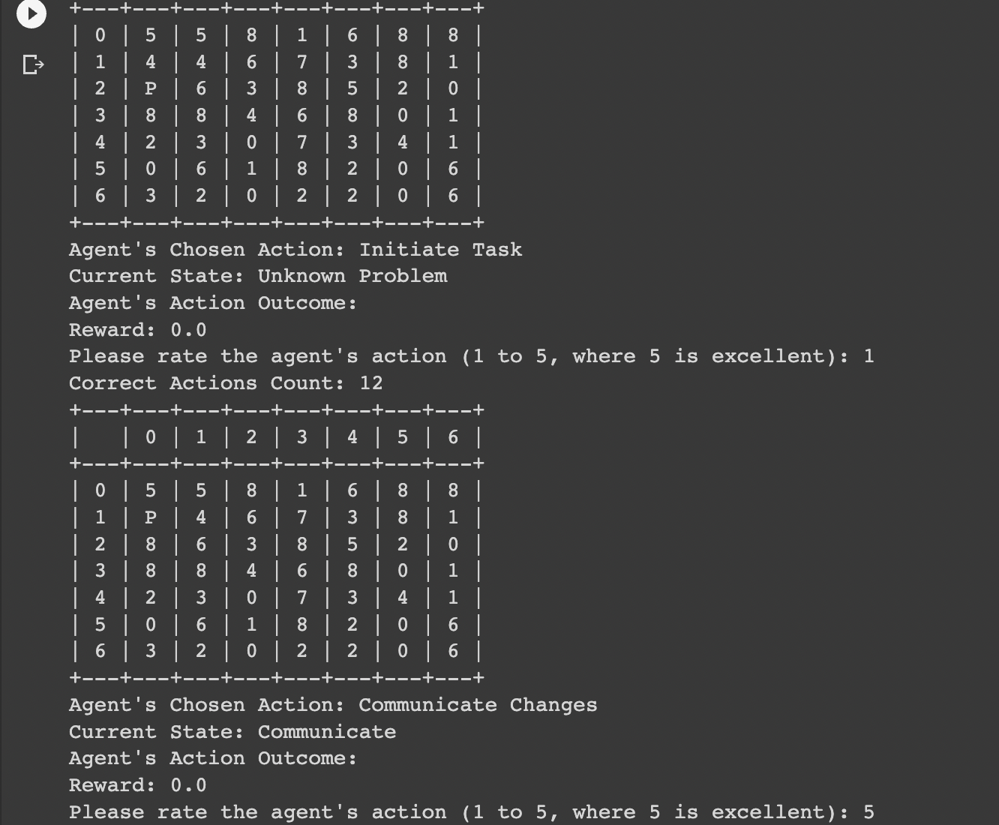 +---+---+---+---+---+---+---+---+
| 0 | 5 | 5 | 8 | 1 | 6 | 8 | 8 |
| 1 | 4 | 4 | 6 | 7 | 3 | 8 | 1 |
| 2 | P | 6 | 3 | 8 | 5 | 2 | 0 |
| 3 | 8 | 8 | 4 | 6 | 8 | 0 | 1 |
| 4 | 2 | 3 | 0 | 7 | 3 | 4 | 1 |
| 5 | 0 | 6 | 1 | 8 | 2 | 0 | 6 |
| 6 | 3 | 2 | 0 | 2 | 2 | 0 | 6 |
+---+---+---+---+---+---+---+---+
Agent's Chosen Action: Initiate Task
Current State: Unknown Problem
Agent's Action Outcome:
Reward: 0.0
Please rate the agent's action (1 to 5, where 5 is excellent): 1
Correct Actions Count: 12
+---+---+---+---+---+---+---+---+
|   | 0 | 1 | 2 | 3 | 4 | 5 | 6 |
+---+---+---+---+---+---+---+---+
| 0 | 5 | 5 | 8 | 1 | 6 | 8 | 8 |
| 1 | P | 4 | 6 | 7 | 3 | 8 | 1 |
| 2 | 8 | 6 | 3 | 8 | 5 | 2 | 0 |
| 3 | 8 | 8 | 4 | 6 | 8 | 0 | 1 |
| 4 | 2 | 3 | 0 | 7 | 3 | 4 | 1 |
| 5 | 0 | 6 | 1 | 8 | 2 | 0 | 6 |
| 6 | 3 | 2 | 0 | 2 | 2 | 0 | 6 |
+---+---+---+---+---+---+---+---+
Agent's Chosen Action: Communicate Changes
Current State: Communicate
Agent's Action Outcome:
Reward: 0.0
Please rate the agent's action (1 to 5, where 5 is excellent): 5